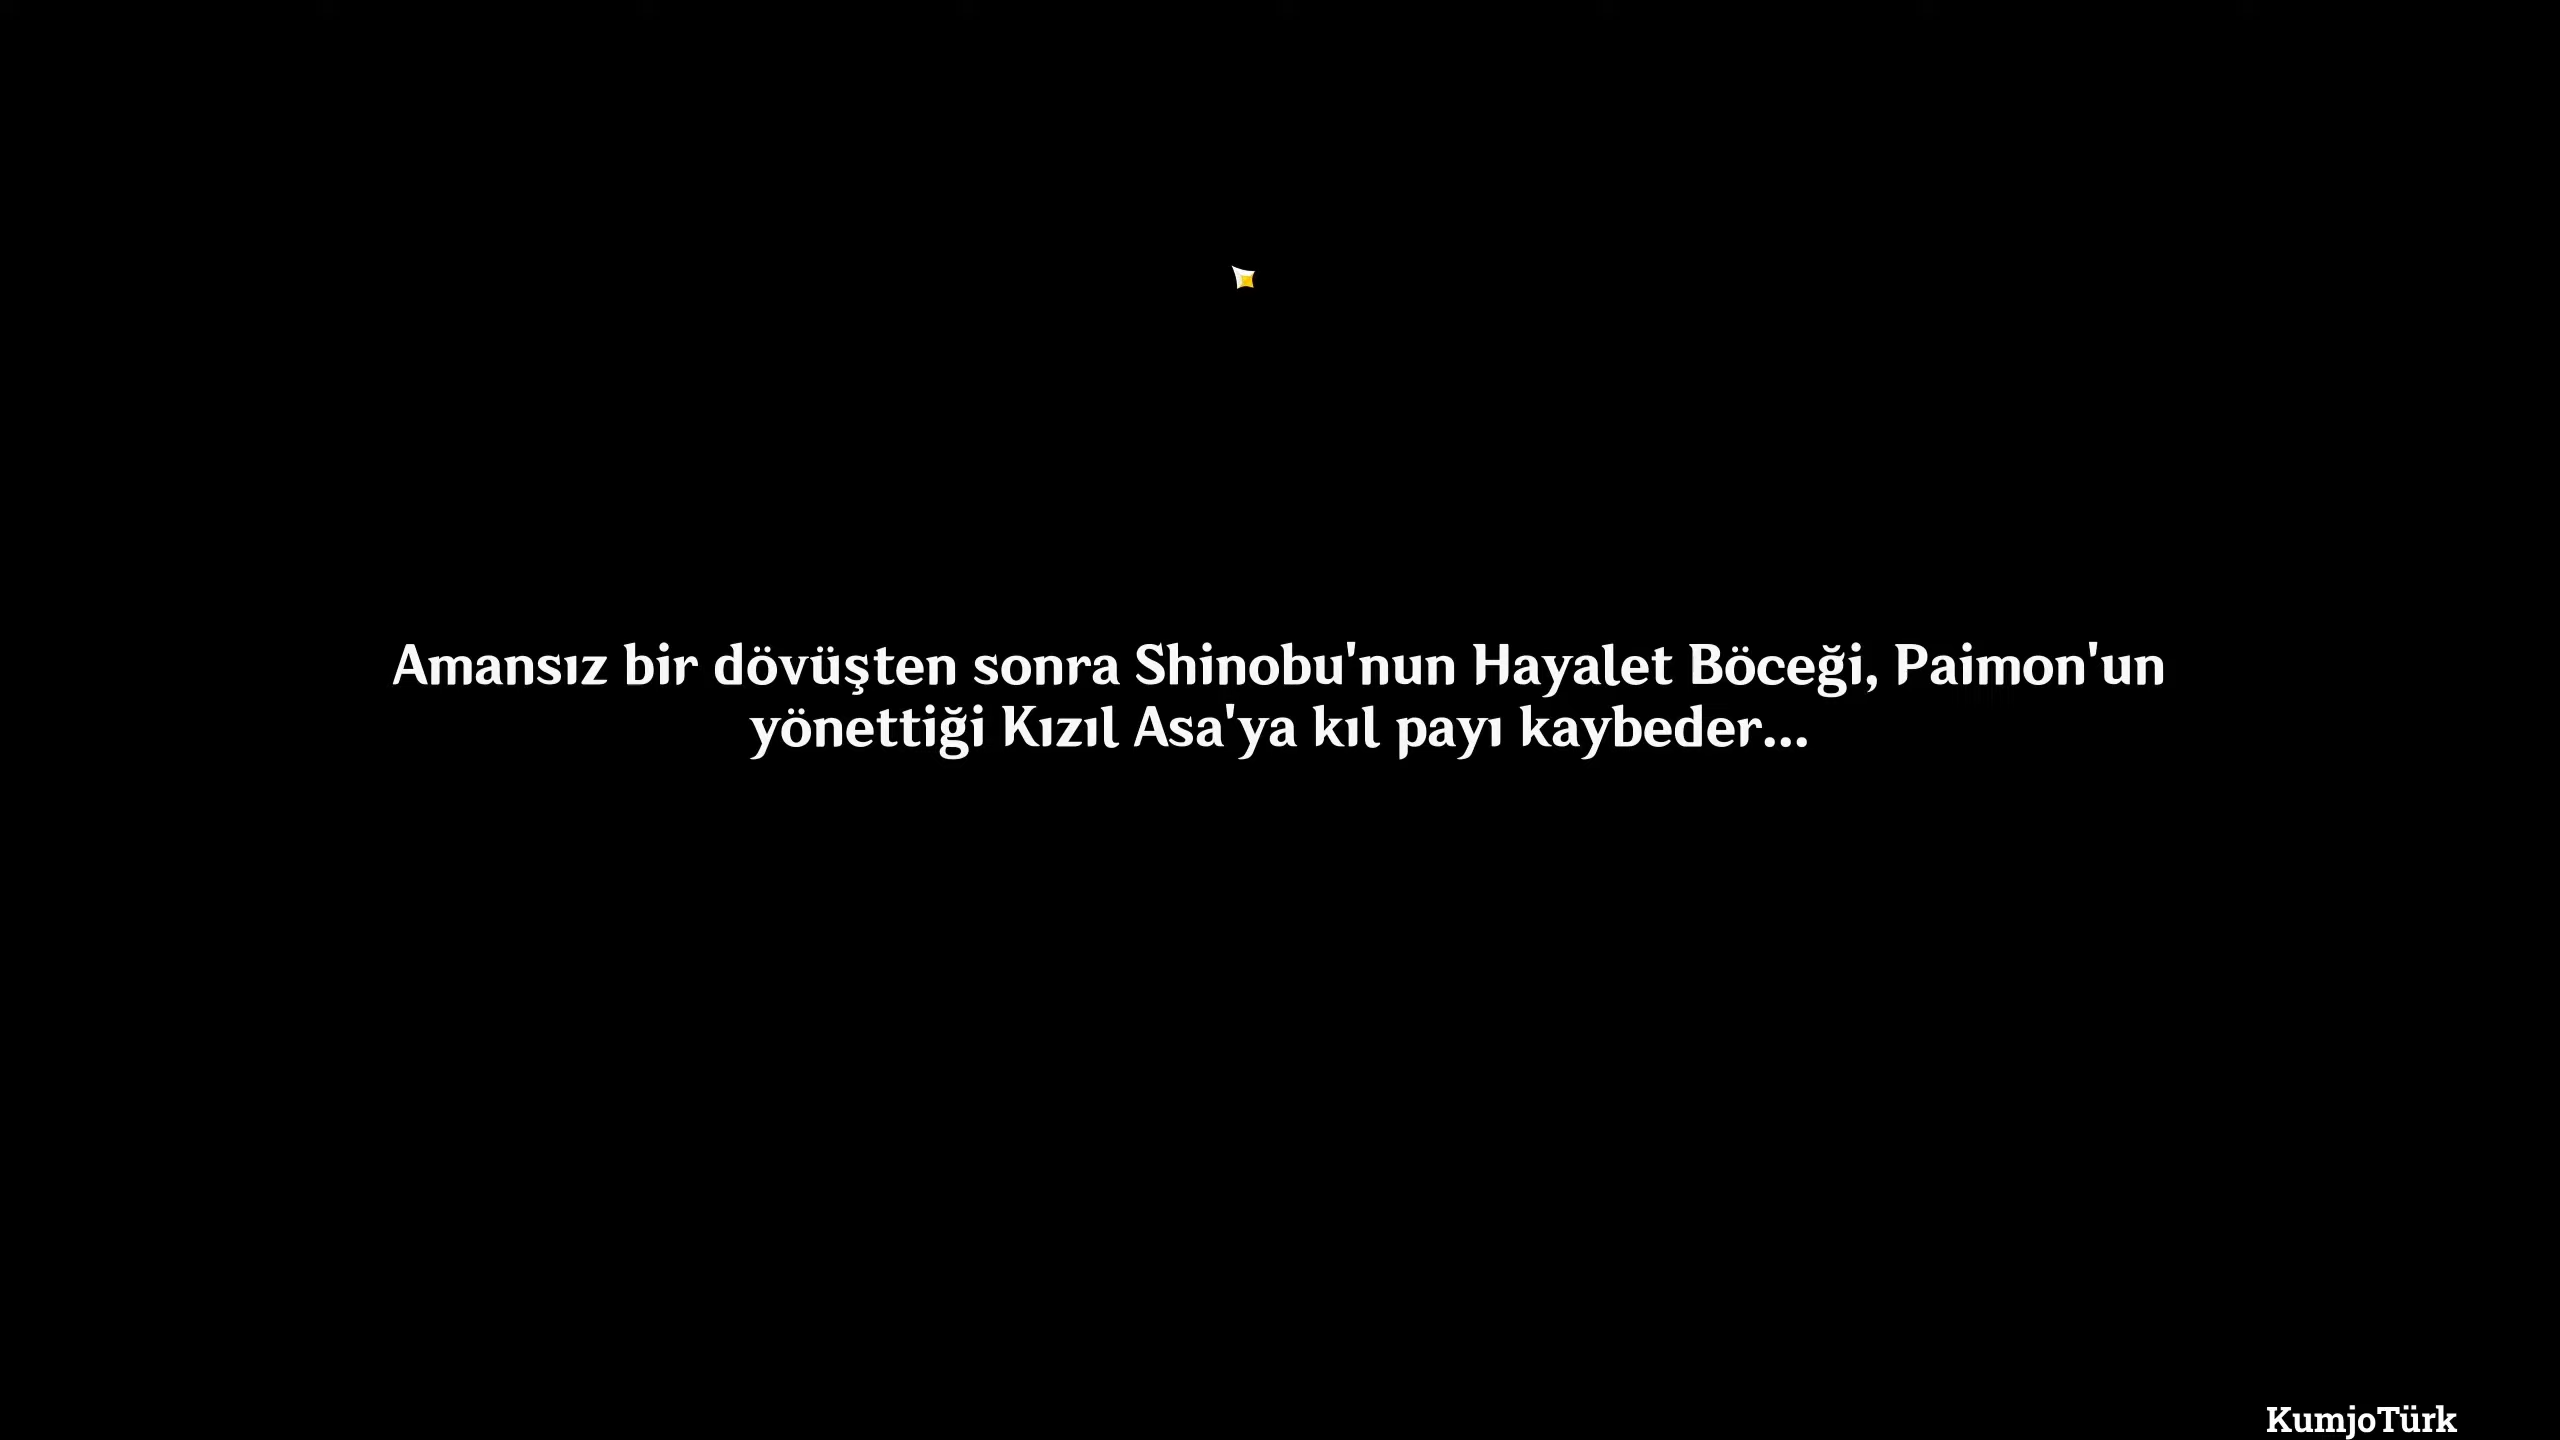 Amansız bir dövüşten sonra Shinobu'nun Hayalet Böceği, Paimon'un
yönettiği Kızıl Asa'ya kıl payı kaybeder...
KumjoTürk